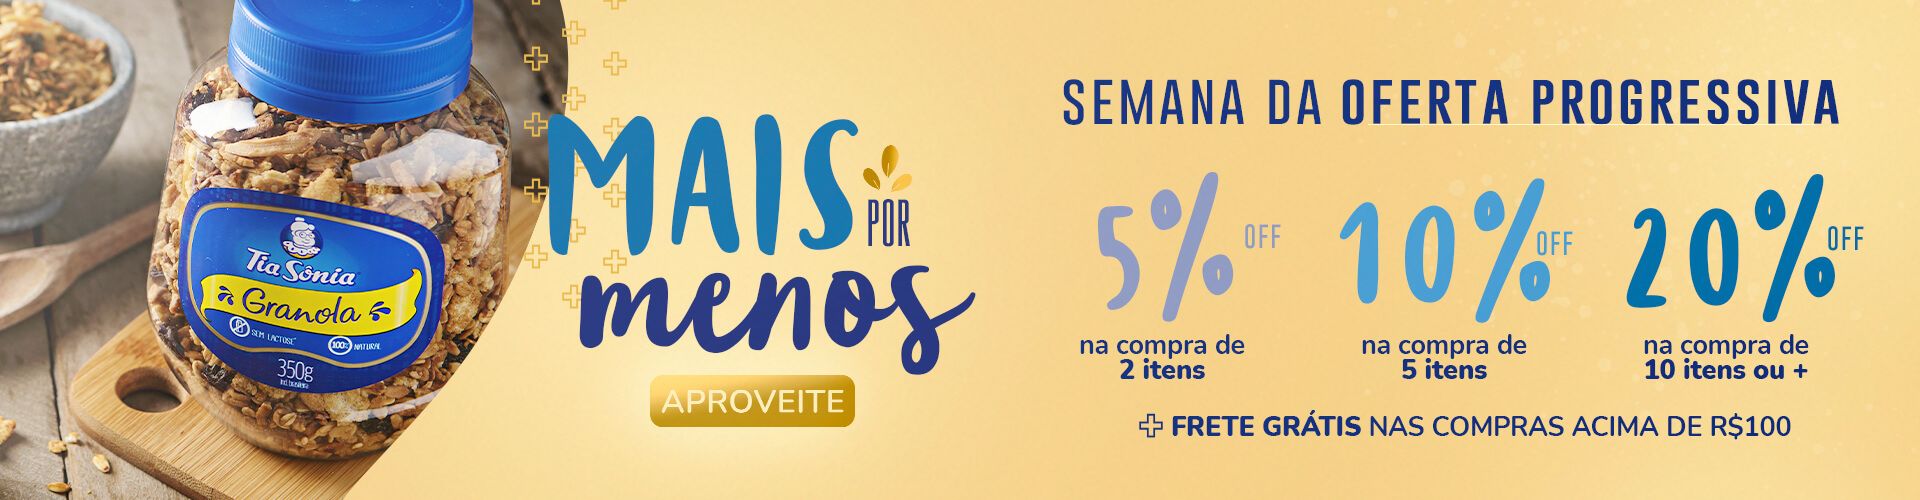 Tia Sônia
Granola
SEM LACTOSE
100% NATURAL
350g
ind. brasileira
MAIS
POR
menos
APROVEITE
SEMANA DA OFERTA PROGRESSIVA
5% OFF
na compra de
2 itens
10% OFF
na compra de
5 itens
20% OFF
na compra de
10 itens ou +
FRETE GRÁTIS NAS COMPRAS ACIMA DE R$100